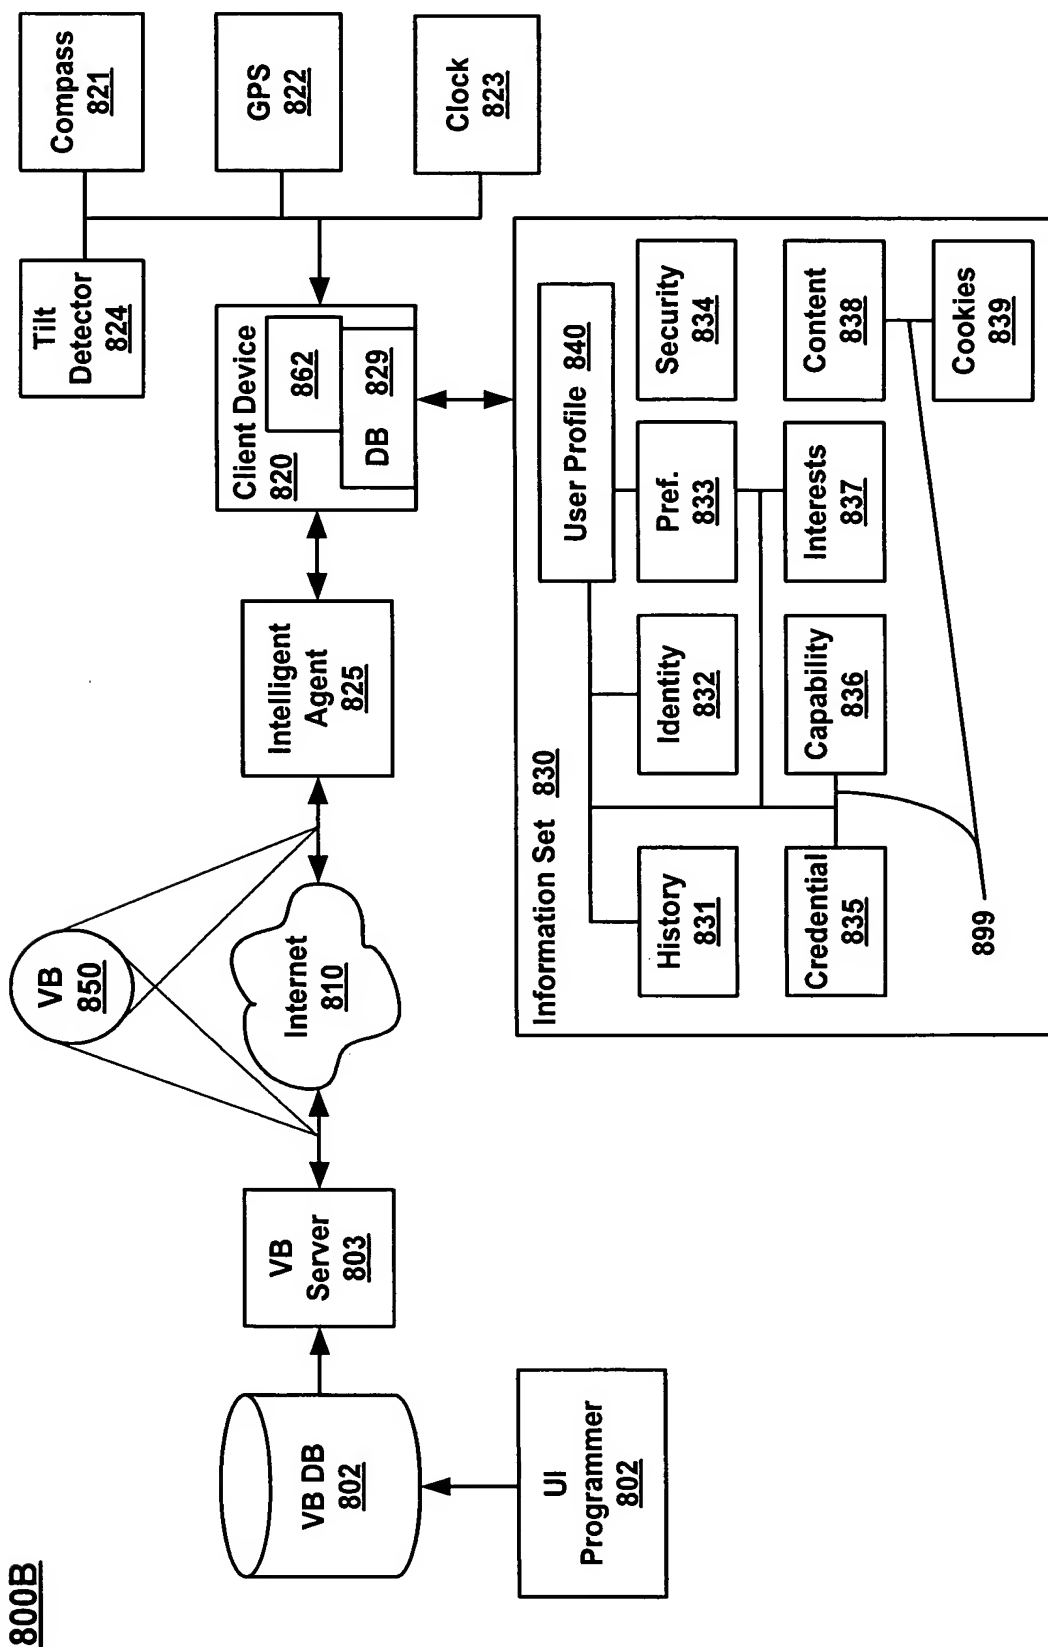 800B
VB DB
802
UI
Programmer
802
VB
Server
803
VB
850
Internet
810
Intelligent
Agent
825
Client Device
820
862
DB 829
Tilt
Detector
824
Compass
821
GPS
822
Clock
823
Information Set 830
User Profile 840
History
831
Identity
832
Pref.
833
Security
834
Credential
835
Capability
836
Interests
837
Content
838
Cookies
839
899